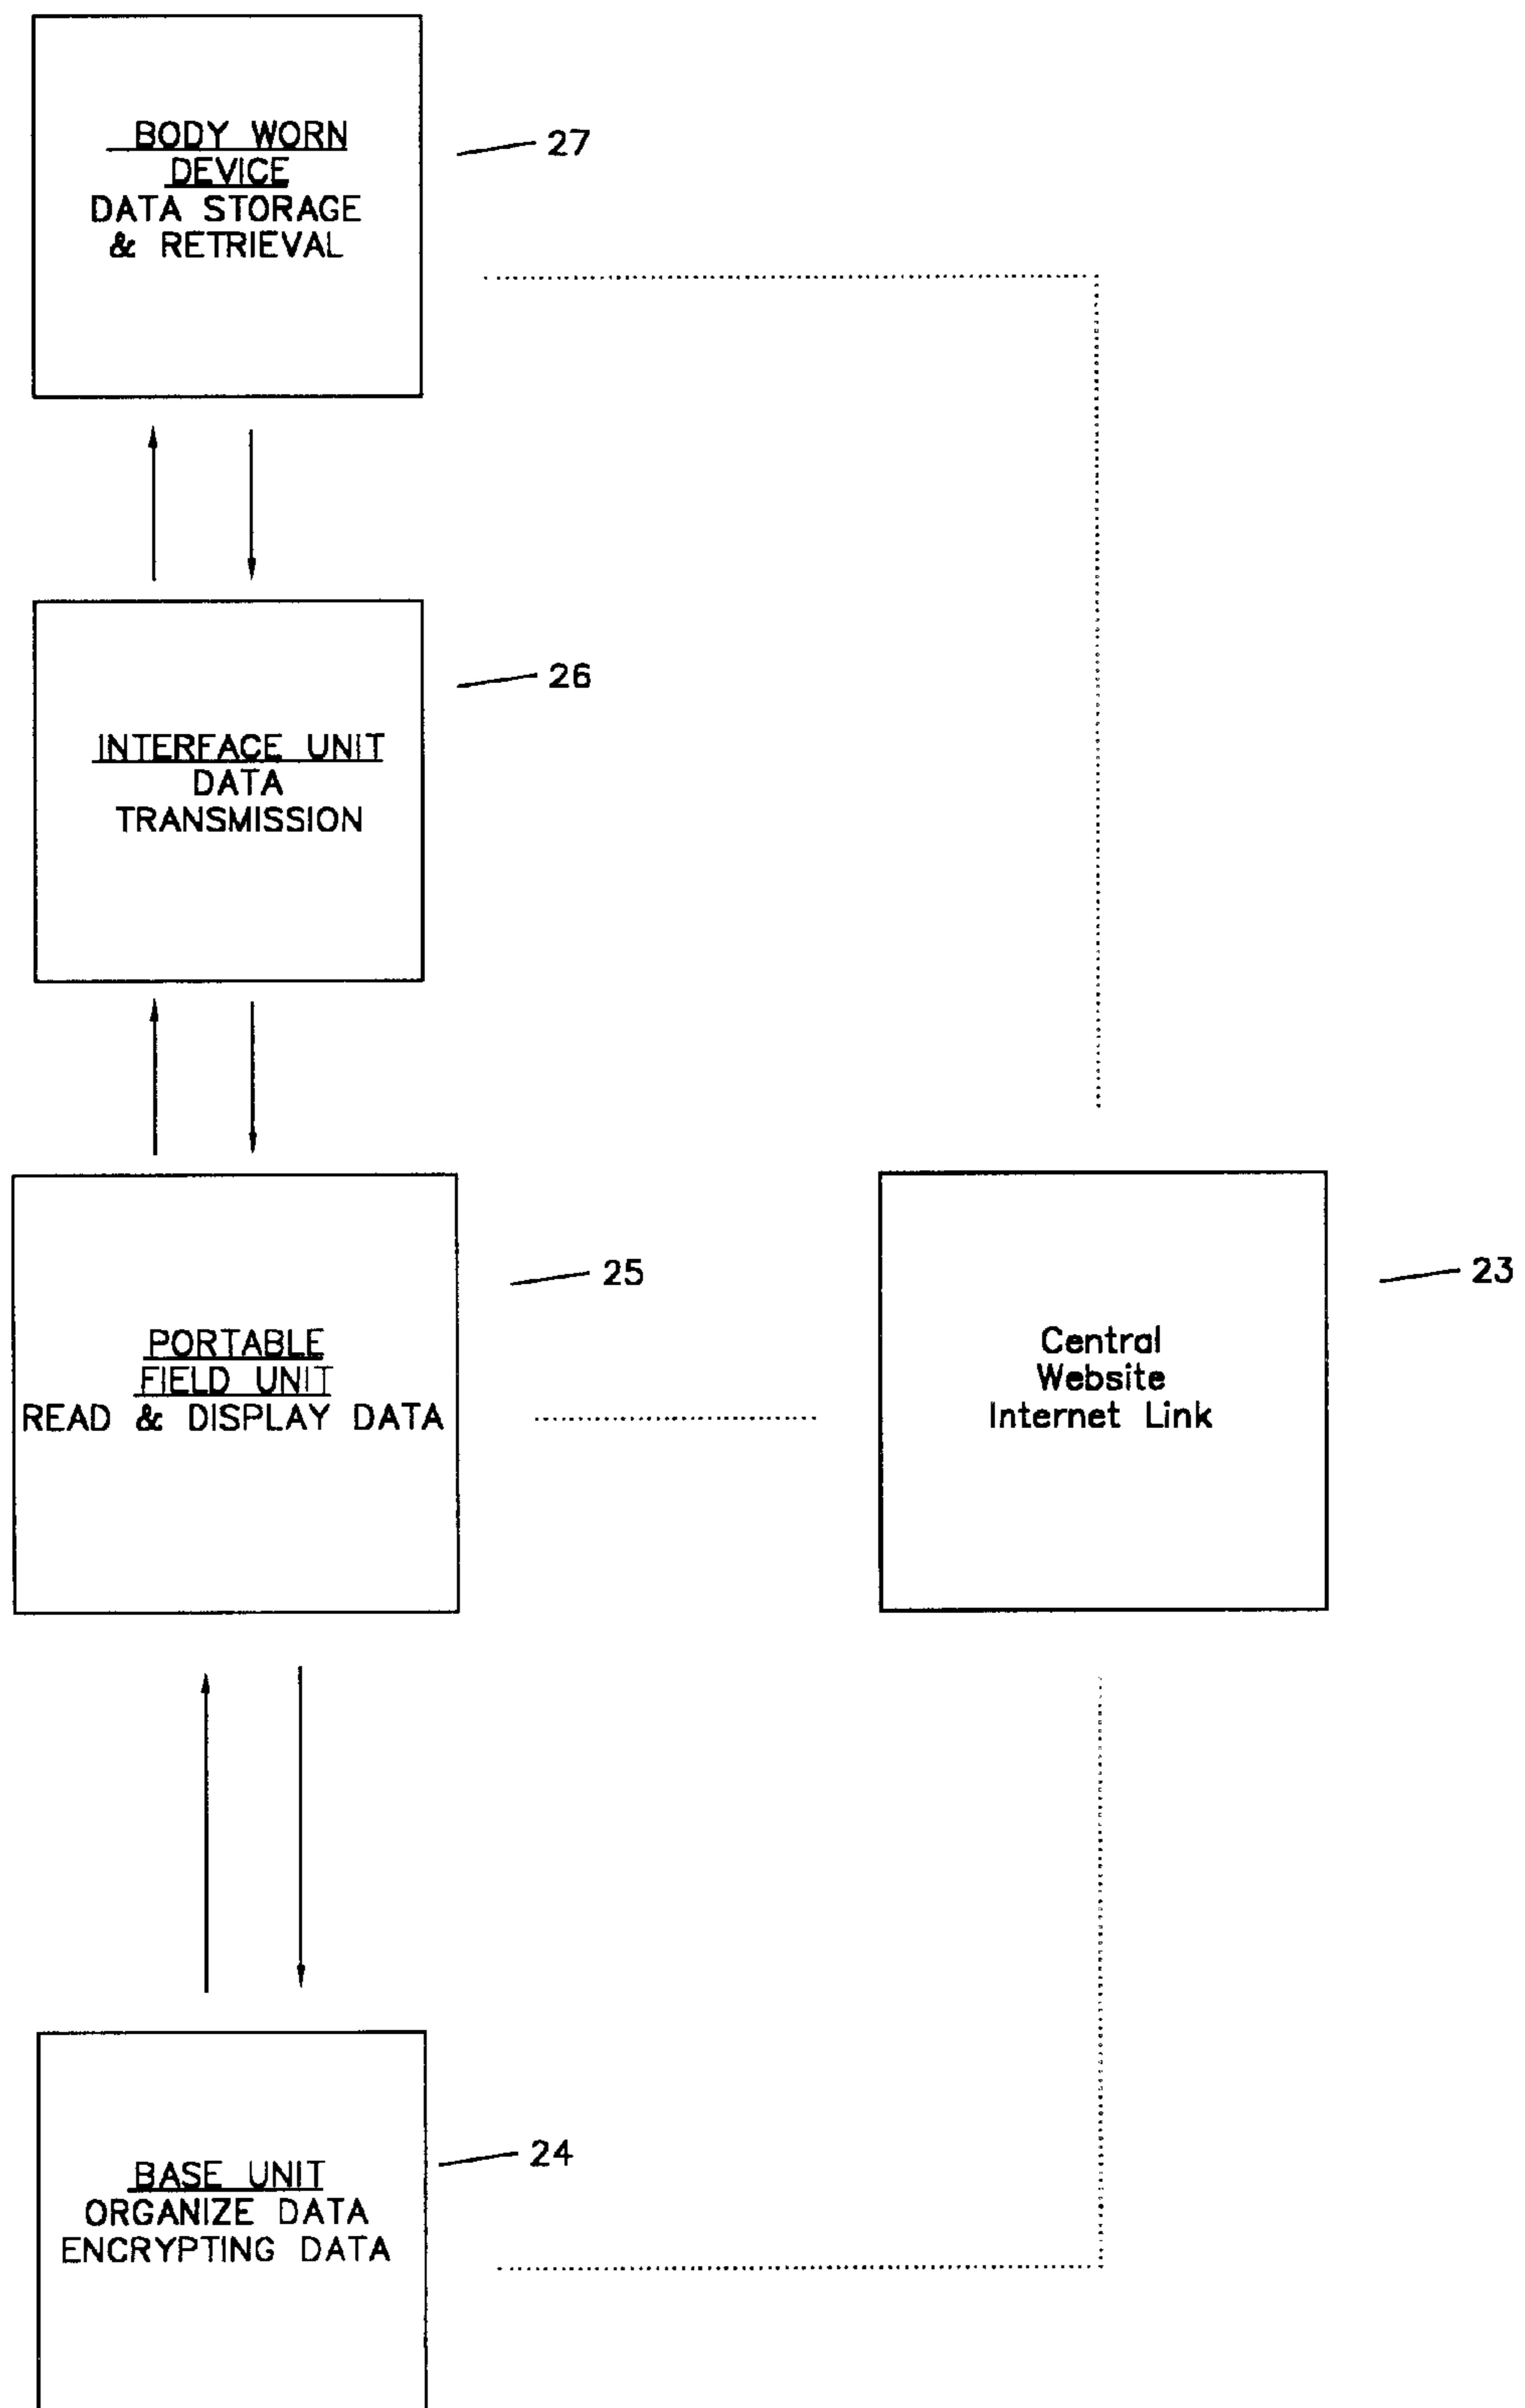 BODY WORN
DEVICE
DATA STORAGE
& RETRIEVAL
27
INTERFACE UNIT
DATA
TRANSMISSION
26
PORTABLE
FIELD UNIT
READ & DISPLAY DATA
25
Central
Website
Internet Link
23
BASE UNIT
ORGANIZE DATA
ENCRYPTING DATA
24